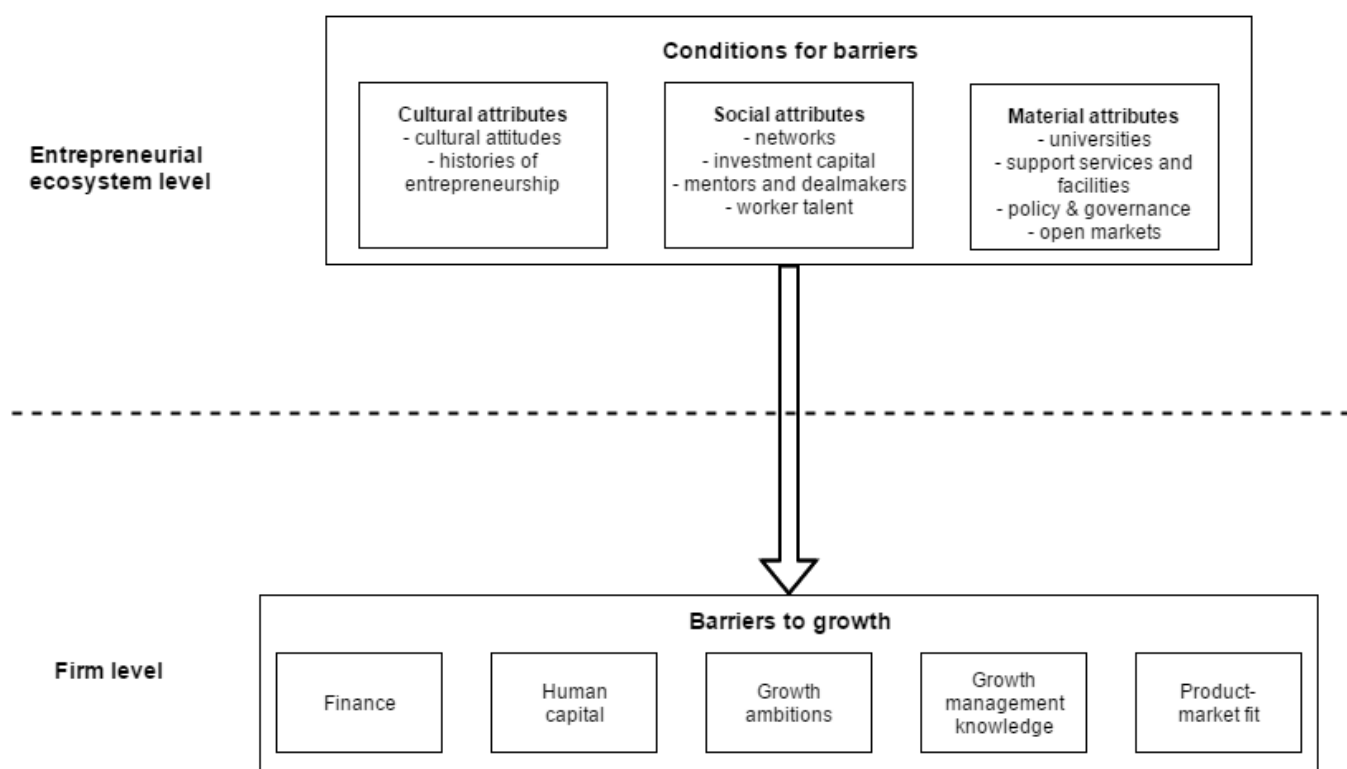 Conditions for barriers
Entrepreneurial
ecosystem level
Cultural attributes
- cultural attitudes
- histories of
entrepreneurship
Social attributes
- networks
- investment capital
- mentors and dealmakers
- worker talent
Material attributes
- universities
- support services and
facilities
- policy & governance
- open markets
Barriers to growth
Firm level
Finance
Human
capital
Growth
ambitions
Growth
management
knowledge
Product-
market fit